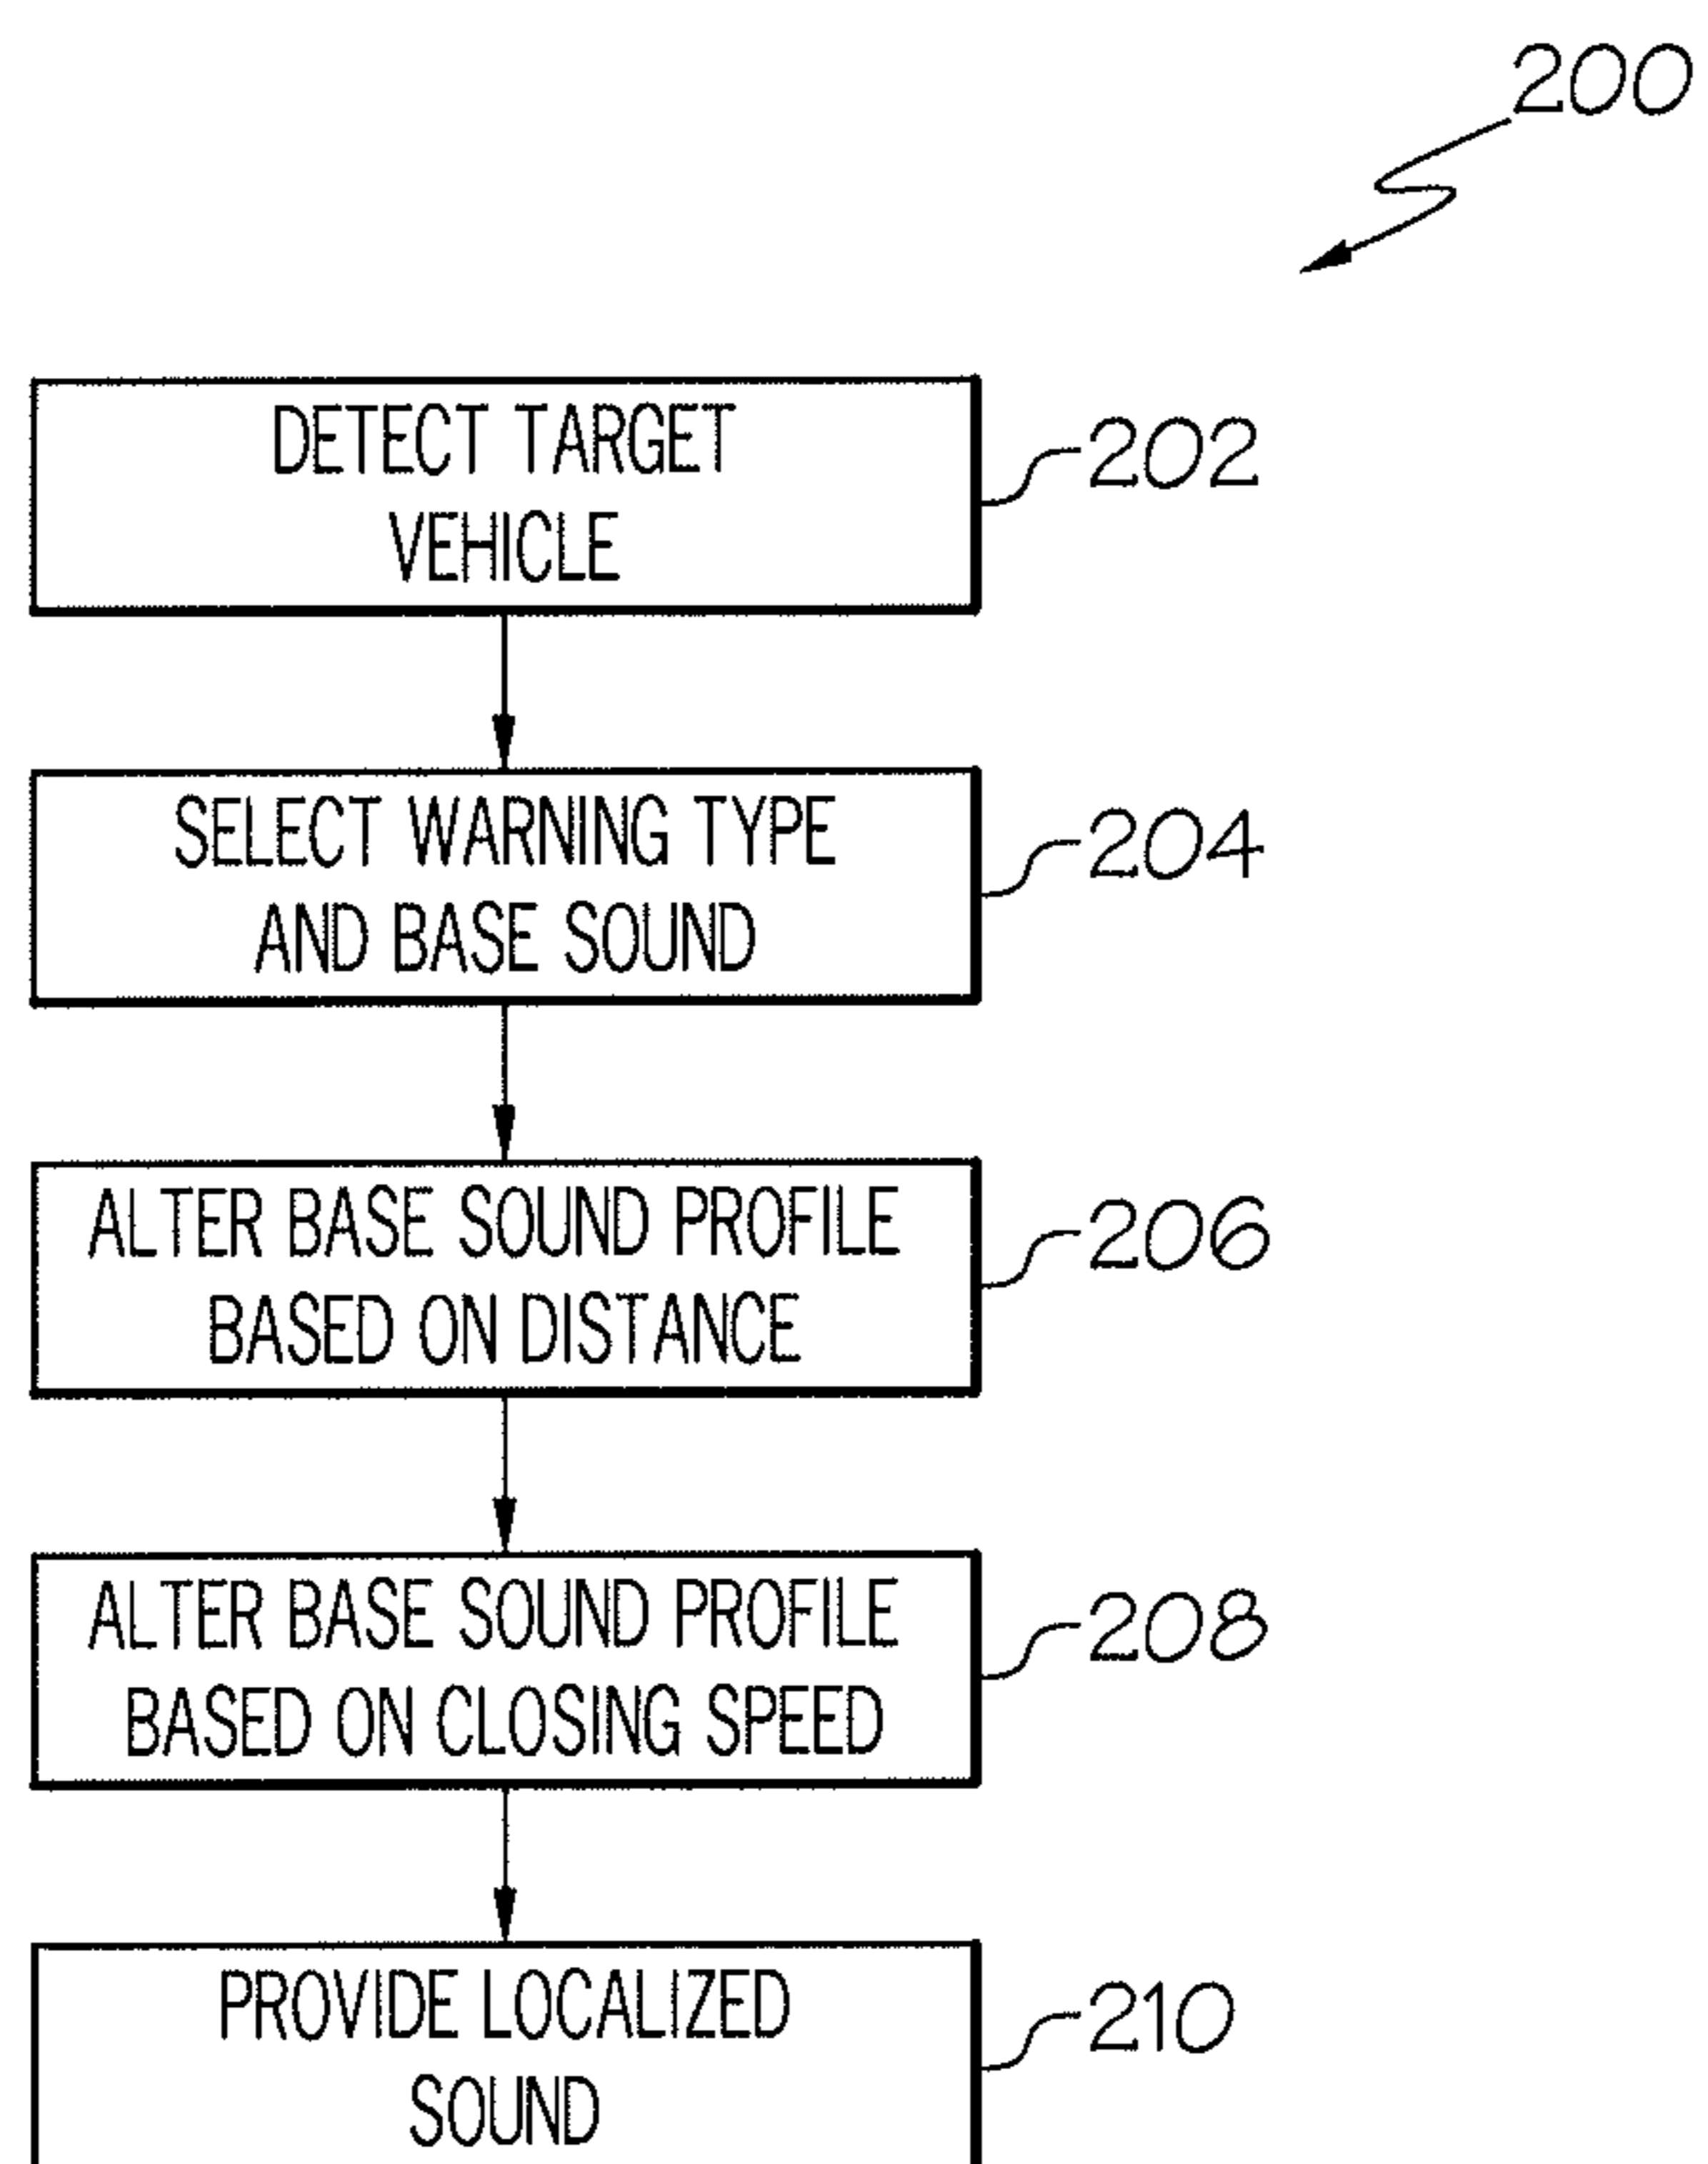 200
DETECT TARGET
VEHICLE
202
SELECT WARNING TYPE
AND BASE SOUND
204
ALTER BASE SOUND PROFILE
BASED ON DISTANCE
206
ALTER BASE SOUND PROFILE
BASED ON CLOSING SPEED
208
PROVIDE LOCALIZED
SOUND
210